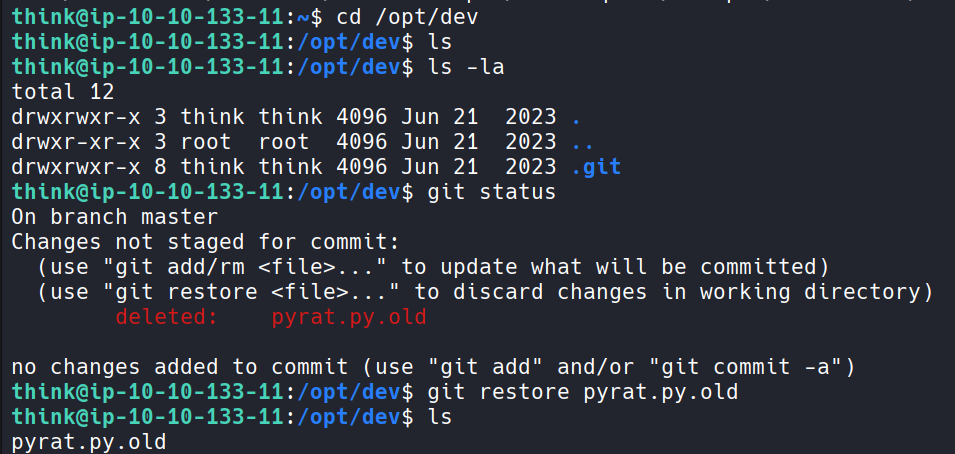 think@ip-10-10-133-11:~$ cd /opt/dev
think@ip-10-10-133-11:/opt/dev$ ls
think@ip-10-10-133-11:/opt/dev$ ls -la
total 12
drwxrwxr-x 3 think think 4096 Jun 21  2023 .
drwxr-xr-x 3 root  root  4096 Jun 21  2023 ..
drwxrwxr-x 8 think think 4096 Jun 21  2023 .git
think@ip-10-10-133-11:/opt/dev$ git status
On branch master
Changes not staged for commit:
  (use "git add/rm <file>..." to update what will be committed)
  (use "git restore <file>..." to discard changes in working directory)
        deleted:    pyrat.py.old

no changes added to commit (use "git add" and/or "git commit -a")
think@ip-10-10-133-11:/opt/dev$ git restore pyrat.py.old
think@ip-10-10-133-11:/opt/dev$ ls
pyrat.py.old